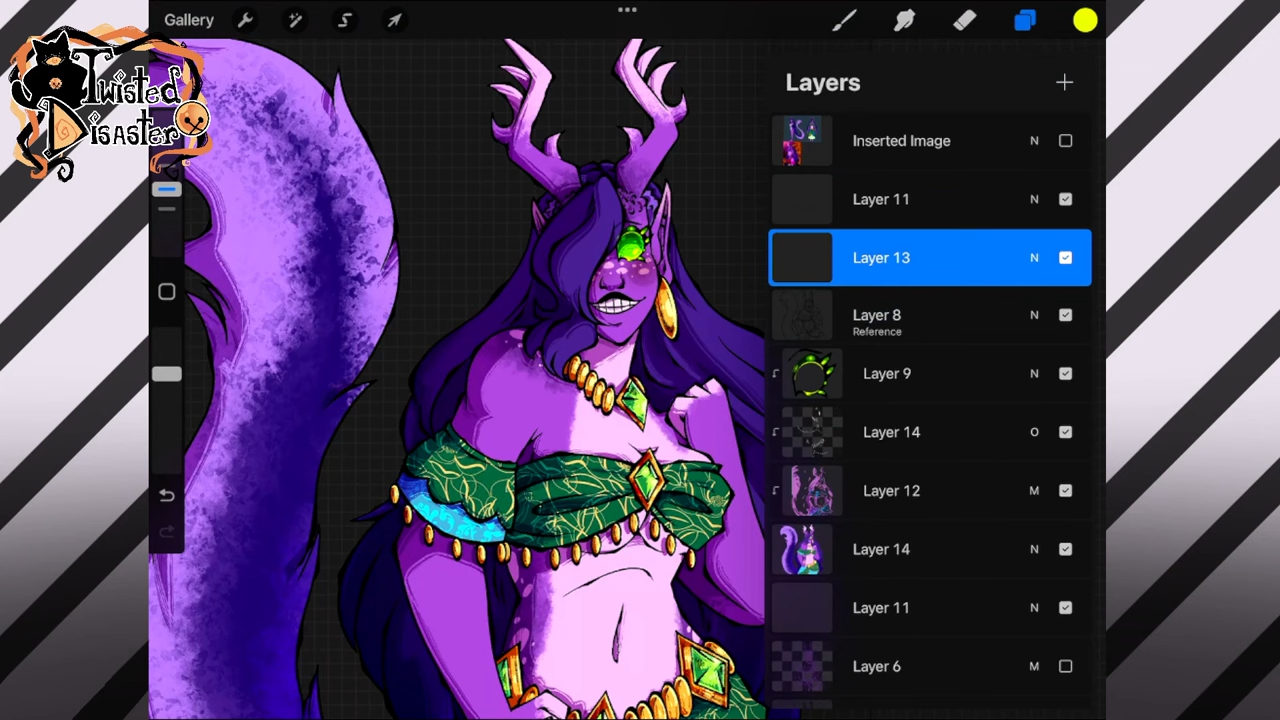 Gallery
Twisted
Disaster
Layers
Inserted Image N
Layer 11 N
Layer 13 N
Layer 8 N
Reference
Layer 9 N
Layer 14 O
Layer 12 M
Layer 14 N
Layer 11 N
Layer 6 M